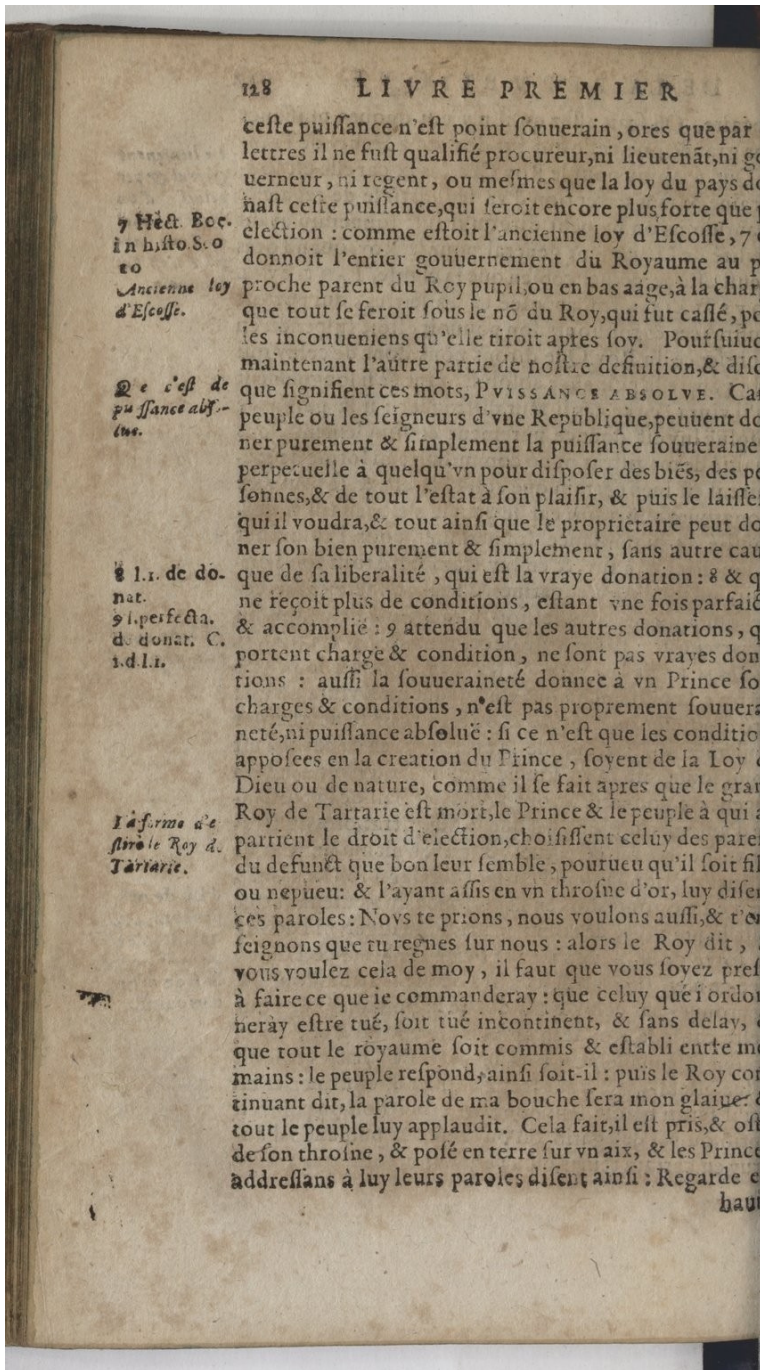 128 LIVRE PREMIER
ceſte puiſſance n'eſt point ſouuerain, ores que par
lettres il ne fuſt qualifié procureur, ni lieutenãt, ni go
uerneur, ni regent, ou meſmes que la loy du pays do
naſt ceſte puiſſance, qui ſeroit encore plus forte que
election : comme eſtoit l'ancienne loy d'Eſcoſſe, 7
donnoit l'entier gouuernement du Royaume au p
proche parent du Roy pupil, ou en bas aage, à la char
que tout ſe feroit ſous le nõ du Roy, qui fut caſſé, po
les inconueniens qu'elle tiroit apres ſoy. Pourſuiuo
maintenant l'autre partie de noſtre definition, & diſo
que ſignifient ces mots, PVISSANCE ABSOLVE. Car
peuple ou les ſeigneurs d'vne Republique, peuuent do
ner purement & ſimplement la puiſſance ſouueraine
perpetuelle à quelqu'vn pour diſpoſer des biẽs, des pe
ſonnes, & de tout l'eſtat à ſon plaiſir, & puis le laiſſe
qui il voudra, & tout ainſi que le proprietaire peut do
ner ſon bien purement & ſimplement, ſans autre cau
que de ſa liberalité, qui eſt la vraye donation : 8 & q
ne reçoit plus de conditions, eſtant vne fois parfaic
& accomplie : 9 attendu que les autres donations, q
portent charge & condition, ne ſont pas vrayes don
tions : auſſi la ſouueraineté donnee à vn Prince ſo
charges & conditions, n'eſt pas proprement ſouuera
neté, ni puiſſance abſoluë : ſi ce n'eſt que les conditio
appoſees en la creation du Prince, ſoyent de la Loy
Dieu ou de nature, comme il ſe fait apres que le gran
Roy de Tartarie eſt mort, le Prince & le peuple à qui a
partient le droit d'election, choiſiſſent celuy des paren
du defunct que bon leur ſemble, pourueu qu'il ſoit fil
ou nepueu: & l'ayant aſſis en vn throſne d'or, luy diſen
ces paroles: Novs te prions, nous voulons auſſi, & t'en
ſeignons que tu regnes ſur nous : alors le Roy dit,
vous voulez cela de moy, il faut que vous ſoyez preſ
à faire ce que ie commanderay : que celuy que i'ordon
neray eſtre tué, ſoit tué incontinent, & ſans delay,
que tout le royaume ſoit commis & eſtabli entre me
mains : le peuple reſpond, ainſi ſoit-il : puis le Roy con
tinuant dit, la parole de ma bouche ſera mon glaiue: &
tout le peuple luy applaudit. Cela fait, il eſt pris, & oſt
de ſon throſne, & poſé en terre ſur vn aix, & les Prince
addreſſans à luy leurs paroles diſent ainſi : Regarde e
haut
7 Hect. Boe.
in hiſto. Sco
to
Ancienne loy
d'Eſcoſſe.
Que c'eſt de
puiſſance abſ-
lue.
8 l.1. de do-
nat.
9 l. perfecta.
de donat. C.
1.d.l.1.
La forme d'e
ſlire le Roy de
Tartarie.